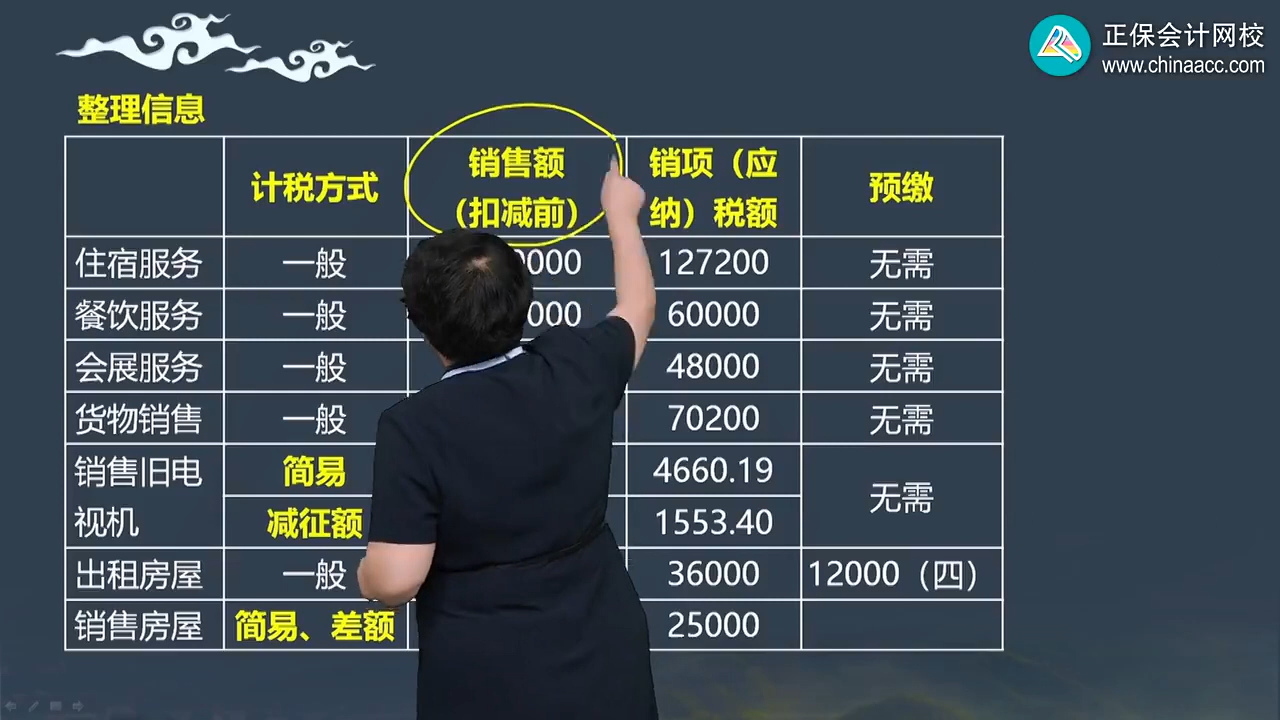 正保会计网校
www.chinaacc.com
整理信息
计税方式 销售额（扣减前） 销项（应纳）税额 预缴
住宿服务 一般 0000 127200 无需
餐饮服务 一般 000 60000 无需
会展服务 一般 48000 无需
货物销售 一般 70200 无需
销售旧电视机 简易 4660.19 无需
减征额 1553.40
出租房屋 一般 36000 12000（四）
销售房屋 简易、差额 25000